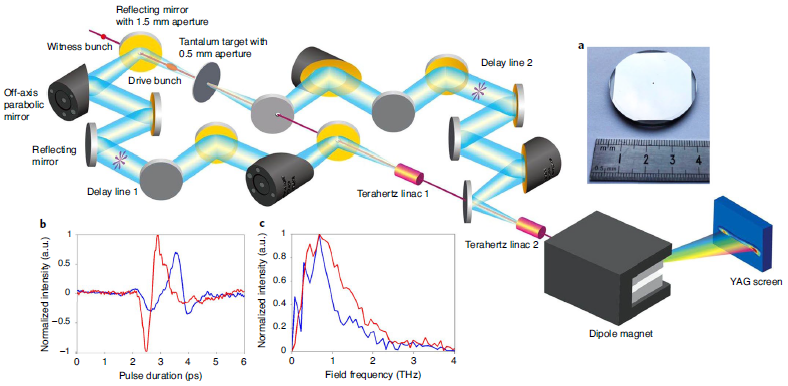 Reflecting mirror
with 1.5 mm aperture
Witness bunch
Tantalum target with
0.5 mm aperture
Drive bunch
Off-axis
parabolic
mirror
Reflecting
mirror
Delay line 1
Delay line 2
Terahertz linac 1
Terahertz linac 2
Dipole magnet
YAG screen
a
m m
1 2 3 4
0.5 mm
b
Normalized intensity (a.u.)
1
0.5
0
−0.5
−1
0 1 2 3 4 5 6
Pulse duration (ps)
c
Normalized intensity (a.u.)
1
0.8
0.6
0.4
0.2
0
0 1 2 3 4
Field frequency (THz)